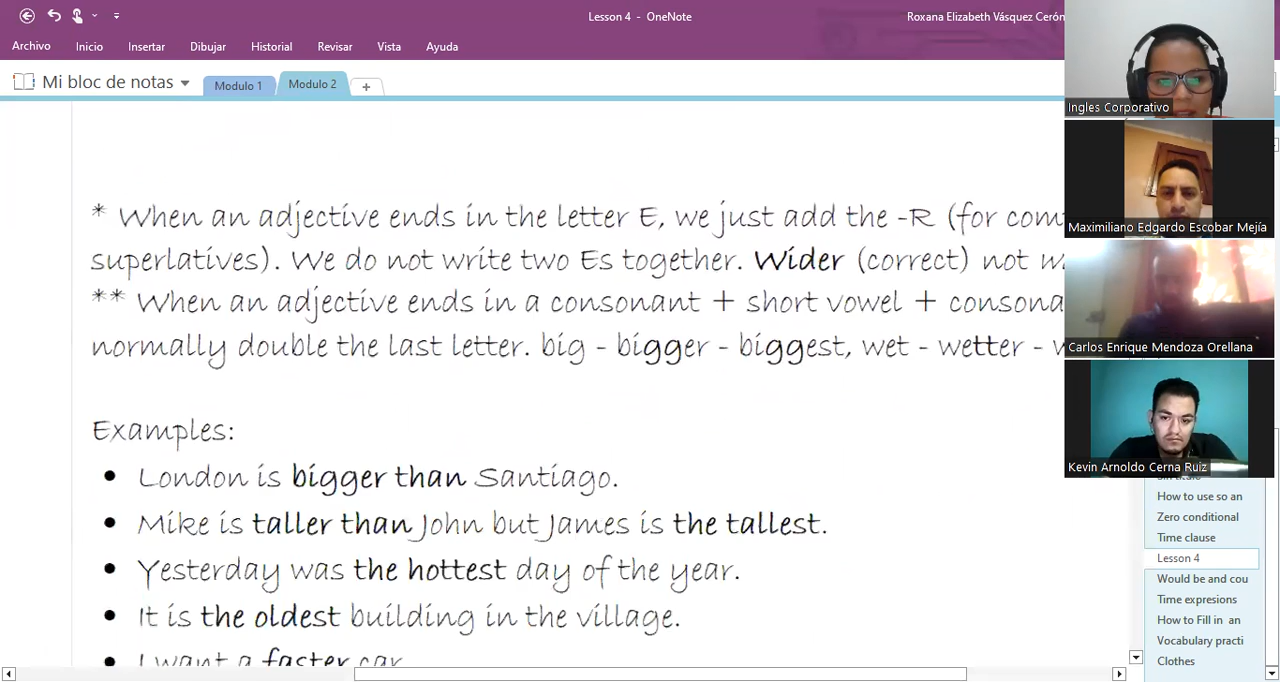 Lesson 4 - OneNote
Roxana Elizabeth Vásquez Cerón
Archivo Inicio Insertar Dibujar Historial Revisar Vista Ayuda
Mi bloc de notas Modulo 1 Modulo 2 +
* When an adjective ends in the letter E, we just add the -R (for
superlatives). We do not write two Es together. Wider (correct) not
** When an adjective ends in a consonant + short vowel +
normally double the last letter. big - bigger - biggest, wet - wetter -
Examples:
• London is bigger than Santiago.
• Mike is taller than John but James is the tallest.
• Yesterday was the hottest day of the year.
• It is the oldest building in the village.
• I want a faster car
Ingles Corporativo
Maximiliano Edgardo Escobar Mejía
Carlos Enrique Mendoza Orellana
Kevin Arnoldo Cerna Ruiz
How to use so an
Zero conditional
Time clause
Lesson 4
Would be and cou
Time expresions
How to Fill in an
Vocabulary practi
Clothes